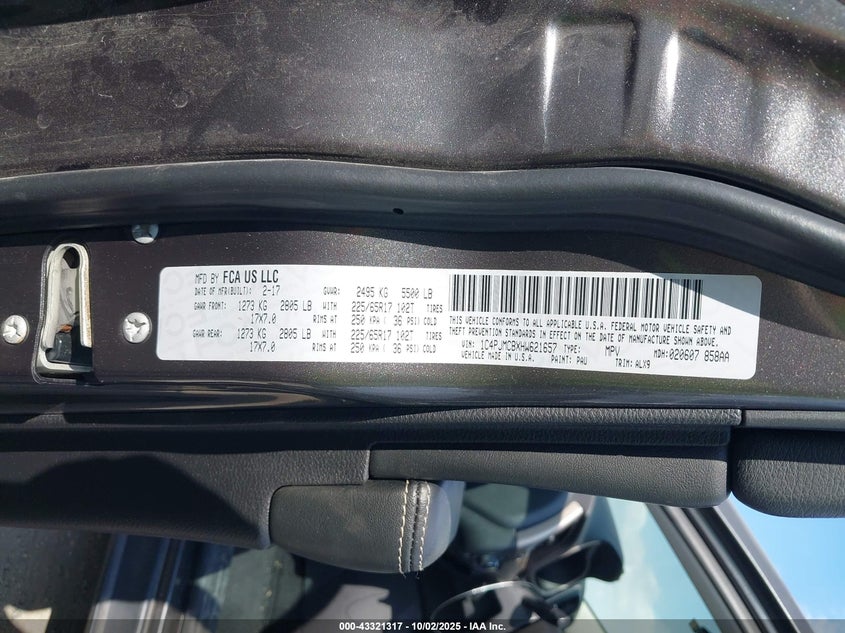 MFD BY FCA US LLC
DATE OF MFR(BUILT): 2-17 GVWR: 2495 KG 5500 LB
GAWR FRONT: 1273 KG 2805 LB WITH 225/65R17 102T TIRES
17X7.0 RIMS AT 250 KPA ( 36 PSI) COLD
GAWR REAR: 1273 KG 2805 LB WITH 225/65R17 102T TIRES
17X7.0 RIMS AT 250 KPA ( 36 PSI) COLD
THIS VEHICLE CONFORMS TO ALL APPLICABLE U.S.A. FEDERAL MOTOR VEHICLE SAFETY AND
THEFT PREVENTION STANDARDS IN EFFECT ON THE DATE OF MANUFACTURE SHOWN ABOVE.
VIN: 1C4PJMCBXHW621657 TYPE: MPV MDH:020607 858AA
MADE IN U.S.A. PAINT: PAU TRIM: ALX9
000-43321317 - 10/02/2025 - IAA Inc.